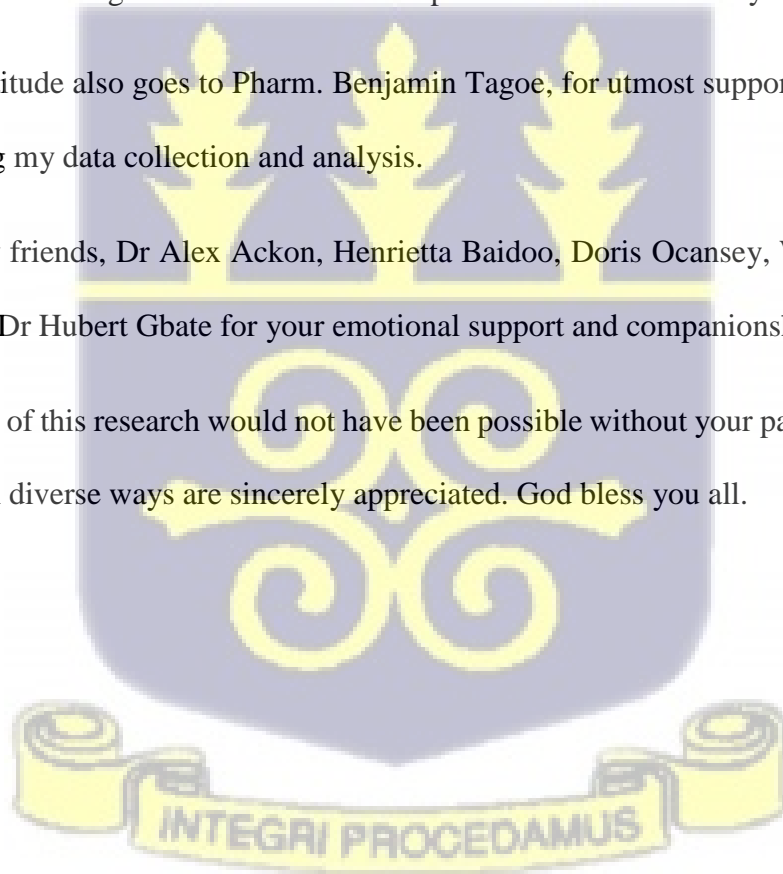 itude also goes to Pharm. Benjamin Tagoe, for utmost suppor
g my data collection and analysis.
friends, Dr Alex Ackon, Henrietta Baidoo, Doris Ocansey,
Dr Hubert Gbate for your emotional support and companions
of this research would not have been possible without your pa
diverse ways are sincerely appreciated. God bless you all.
INTEGRI PROCEDAMUS